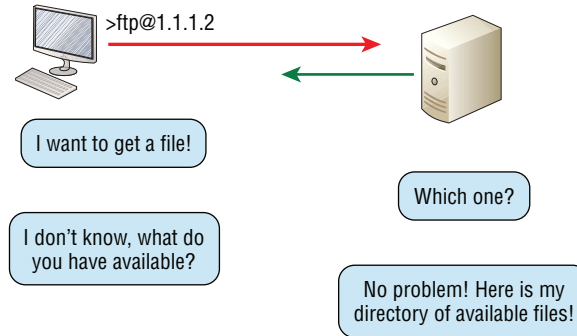 >ftp@1.1.1.2
I want to get a file!
Which one?
I don’t know, what do
you have available?
No problem! Here is my
directory of available files!